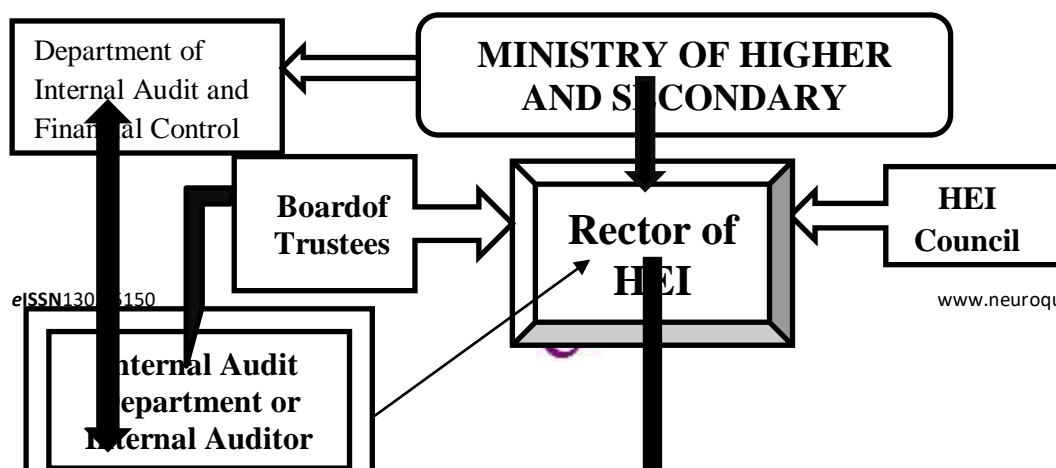 Department of
Internal Audit and
Financial Control
MINISTRY OF HIGHER
AND SECONDARY
Boardof
Trustees
Rector of
HEI
HEI
Council
www.neuroqu
Internal Audit
Department or
Internal Auditor